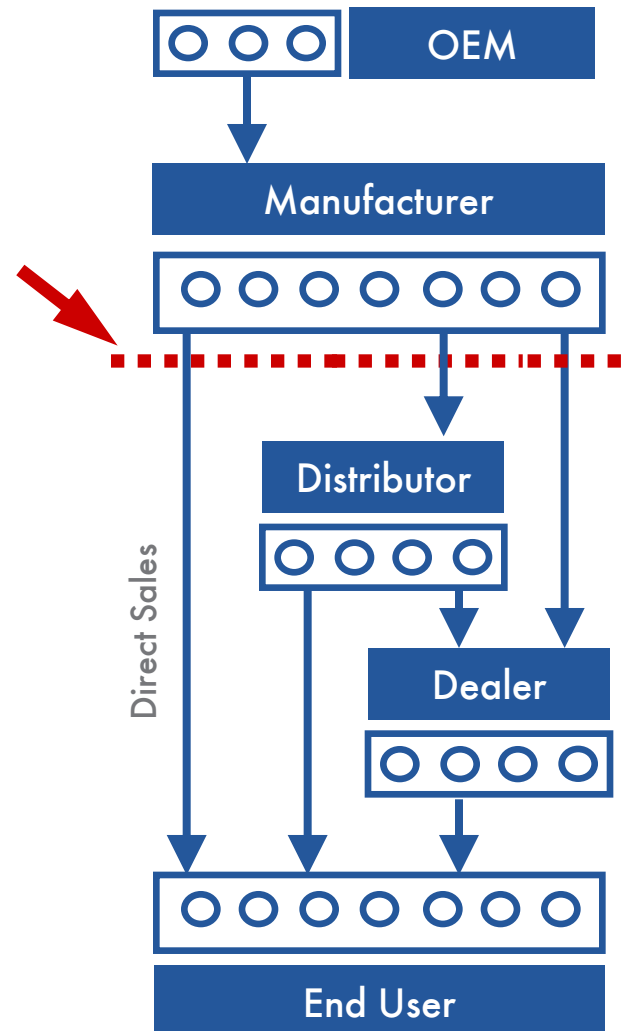 OEM
Manufacturer
Distributor
Direct Sales
Dealer
End User